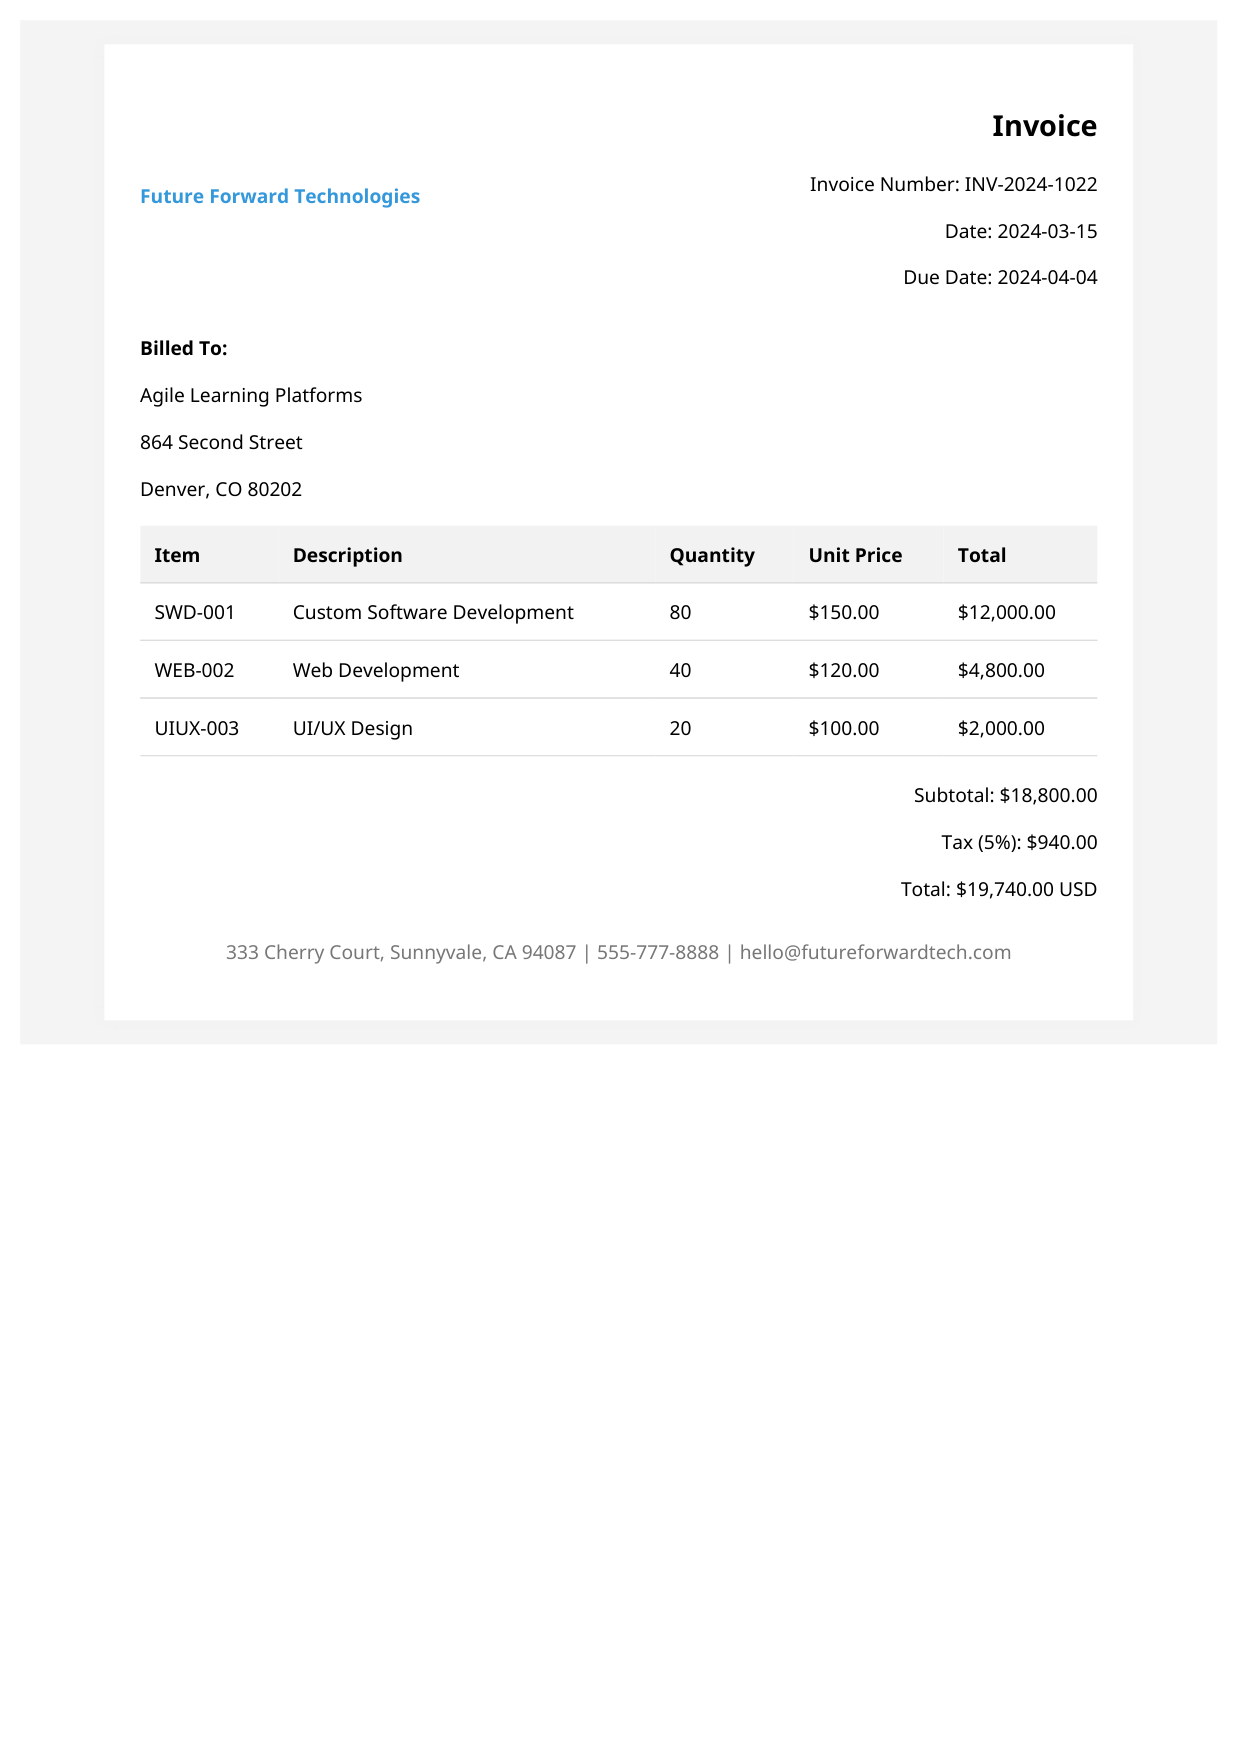 Invoice
Future Forward Technologies
Invoice Number: INV-2024-1022
Date: 2024-03-15
Due Date: 2024-04-04
Billed To:
Agile Learning Platforms
864 Second Street
Denver, CO 80202
Item Description Quantity Unit Price Total
SWD-001 Custom Software Development 80 $150.00 $12,000.00
WEB-002 Web Development 40 $120.00 $4,800.00
UIUX-003 UI/UX Design 20 $100.00 $2,000.00
Subtotal: $18,800.00
Tax (5%): $940.00
Total: $19,740.00 USD
333 Cherry Court, Sunnyvale, CA 94087 | 555-777-8888 | hello@futureforwardtech.com